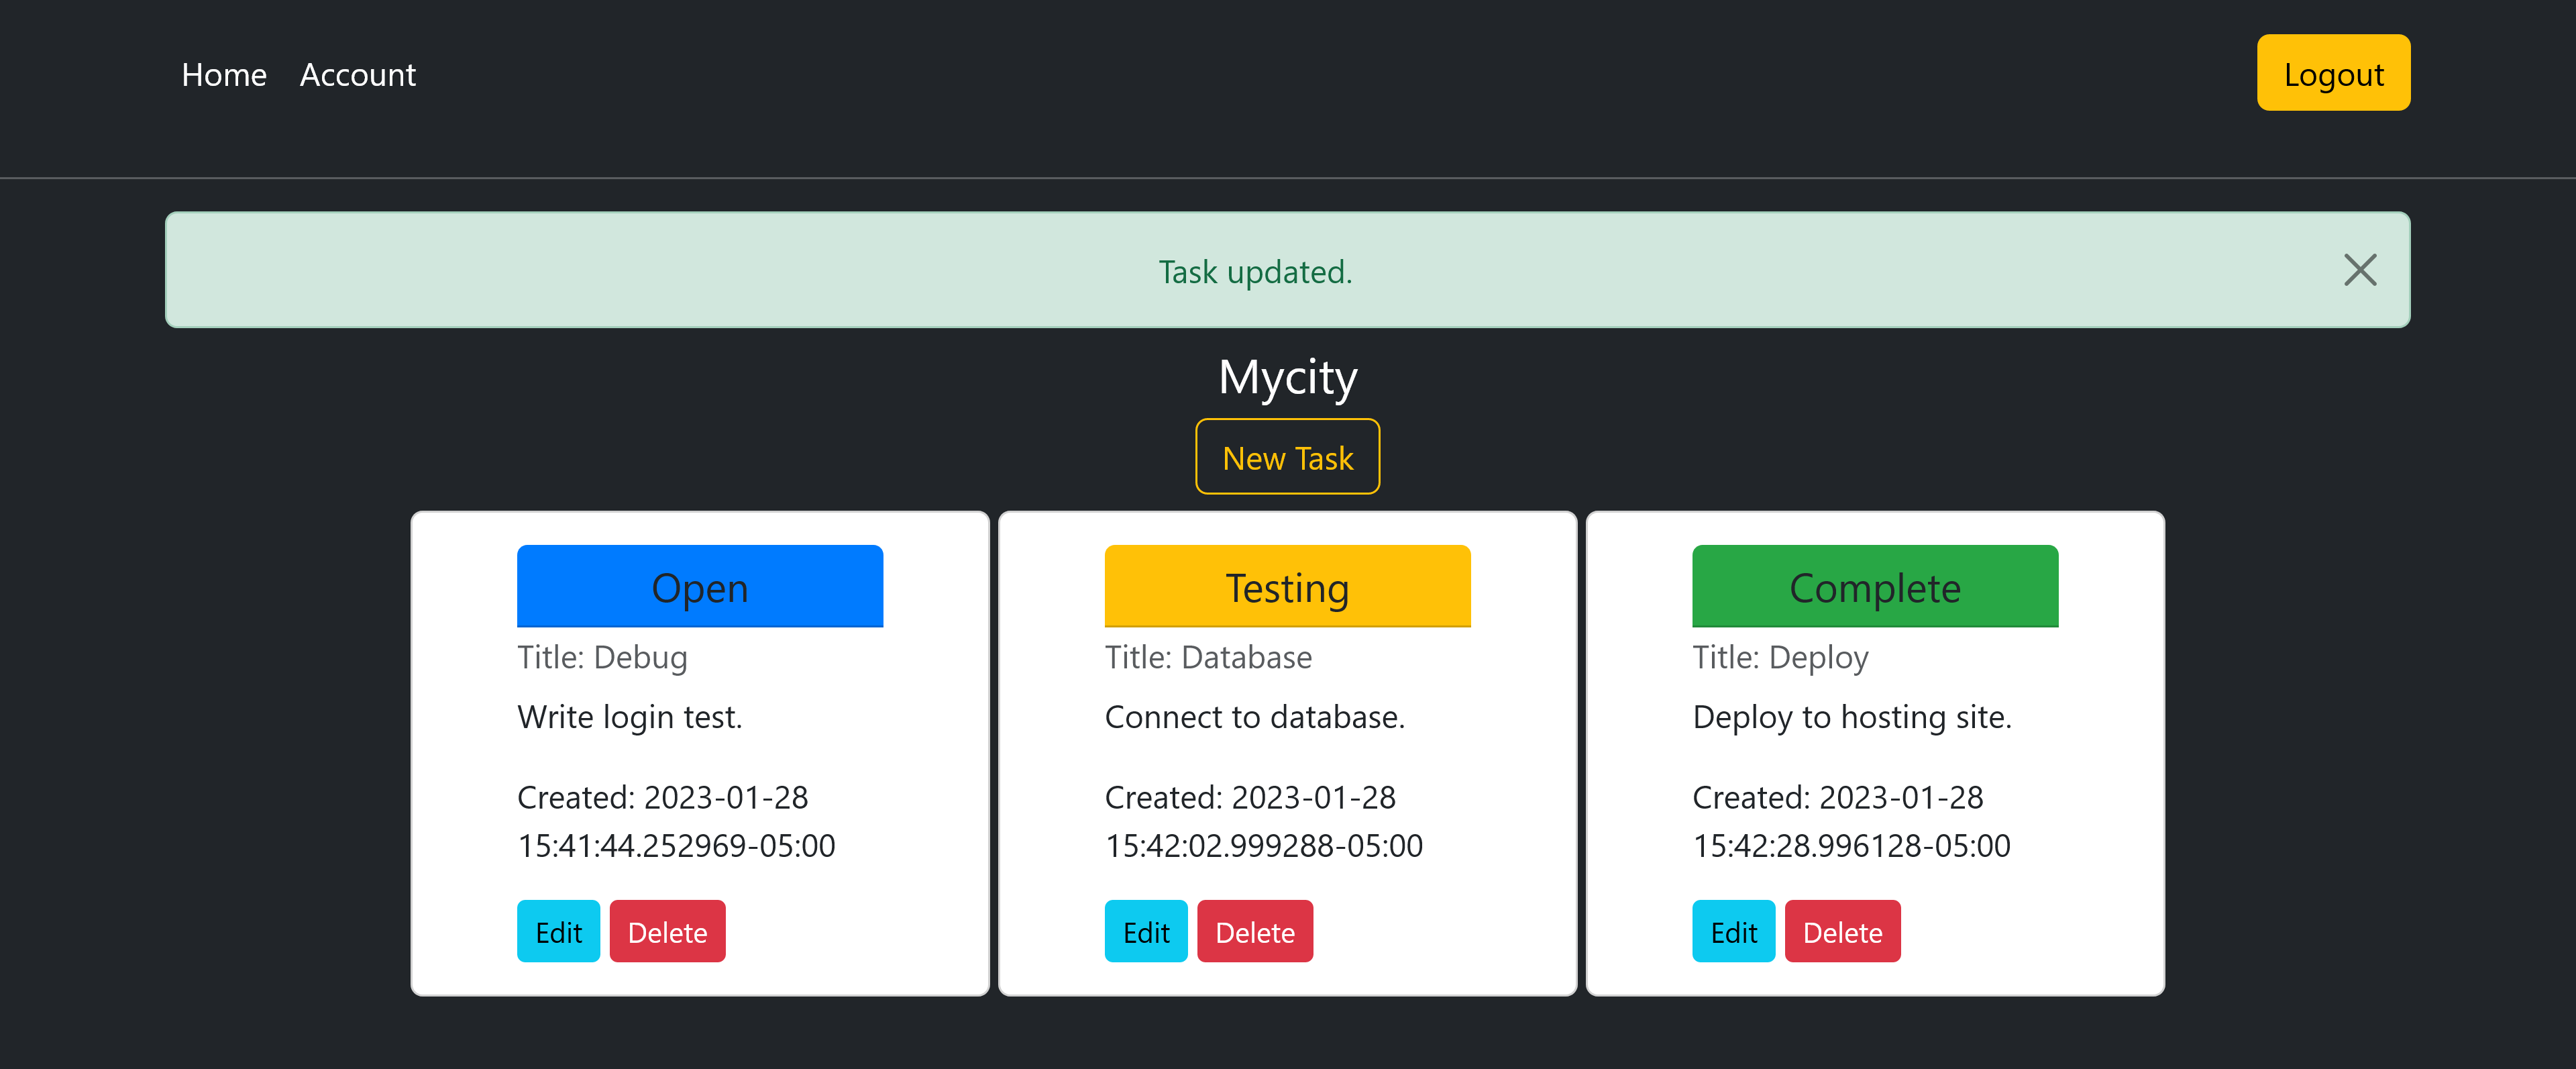 Home Account Logout
Task updated.
Mycity
New Task
Open
Title: Debug
Write login test.
Created: 2023-01-28
15:41:44.252969-05:00
Edit Delete
Testing
Title: Database
Connect to database.
Created: 2023-01-28
15:42:02.999288-05:00
Edit Delete
Complete
Title: Deploy
Deploy to hosting site.
Created: 2023-01-28
15:42:28.996128-05:00
Edit Delete